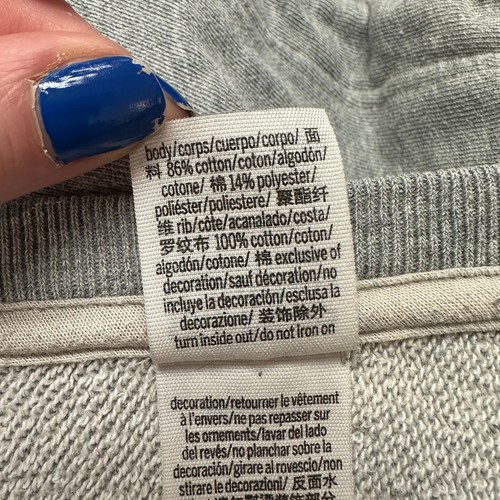 body/corps/cuerpo/corpo/ 面
料 86% cotton/coton/algodón/
cotone/ 棉 14% polyester/
poliéster/poliestere/ 聚酯纤
维 rib/côte/acanalado/costa/
罗纹布 100% cotton/coton/
algodón/cotone/ 棉 exclusive of
decoration/sauf décoration/no
incluye la decoración/esclusa la
decorazione/ 装饰除外
turn inside out/do not iron on
decoration/retourner le vêtement
à l'envers/ne pas repasser sur
les ornements/lavar del lado
del revés/no planchar sobre la
decoración/girare al rovescio/non
stirare le decorazioni/ 反面水